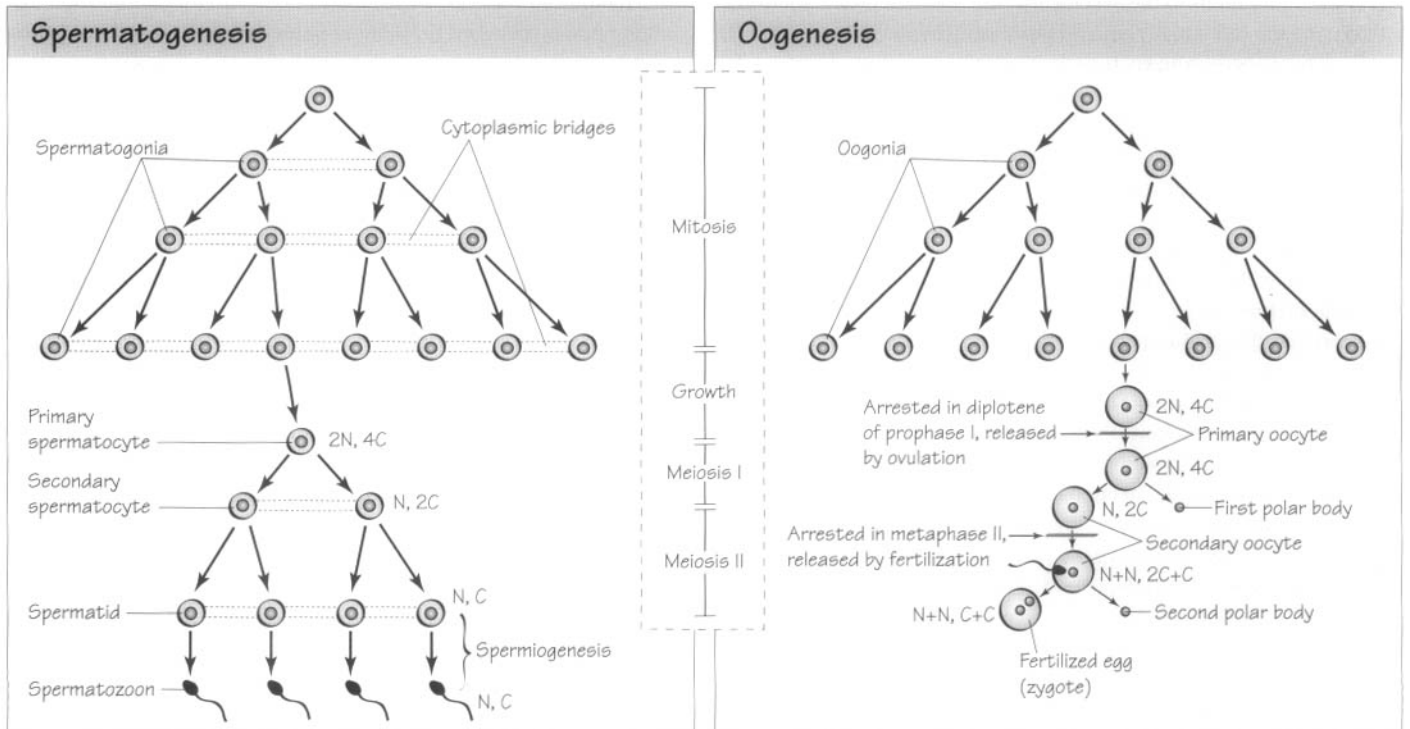 Spermatogenesis
Spermatogonia
Cytoplasmic bridges
Primary
spermatocyte
2N, 4C
Secondary
spermatocyte
N, 2C
Spermatid
N, C
Spermiogenesis
Spermatozoon
N, C
Mitosis
Growth
Meiosis I
Meiosis II
Oogenesis
Oogonia
2N, 4C
Arrested in diplotene
of prophase I, released
by ovulation
Primary oocyte
2N, 4C
N, 2C
First polar body
Arrested in metaphase II,
released by fertilization
Secondary oocyte
N+N, 2C+C
N+N, C+C
Second polar body
Fertilized egg
(zygote)